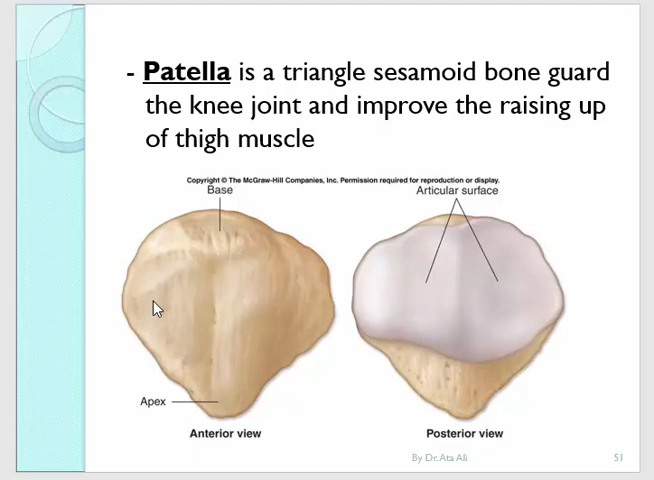 - Patella is a triangle sesamoid bone guard
the knee joint and improve the raising up
of thigh muscle
Copyright © The McGraw-Hill Companies, Inc. Permission required for reproduction or display.
Base
Articular surface
Apex
Anterior view
Posterior view
By Dr.Ata Ali
51